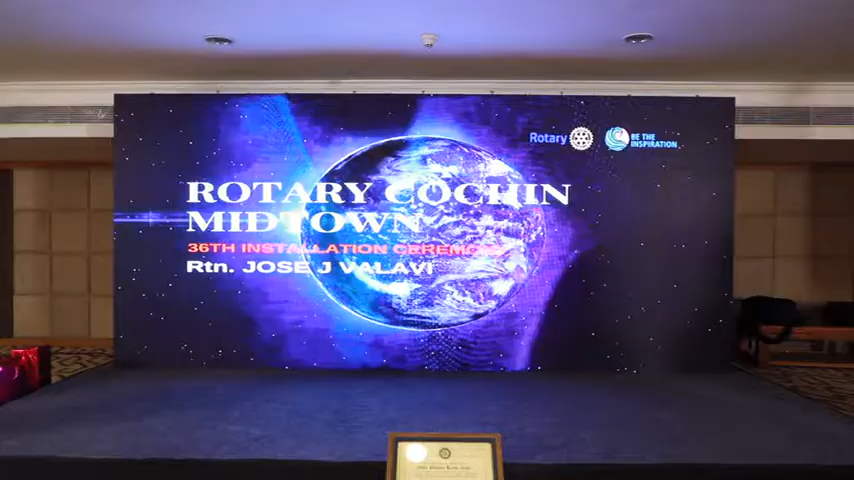 Rotary
BE THE
INSPIRATION
ROTARY COCHIN
MIDTOWN
36TH INSTALLATION CEREMONY
Rtn. JOSE J VALAVI